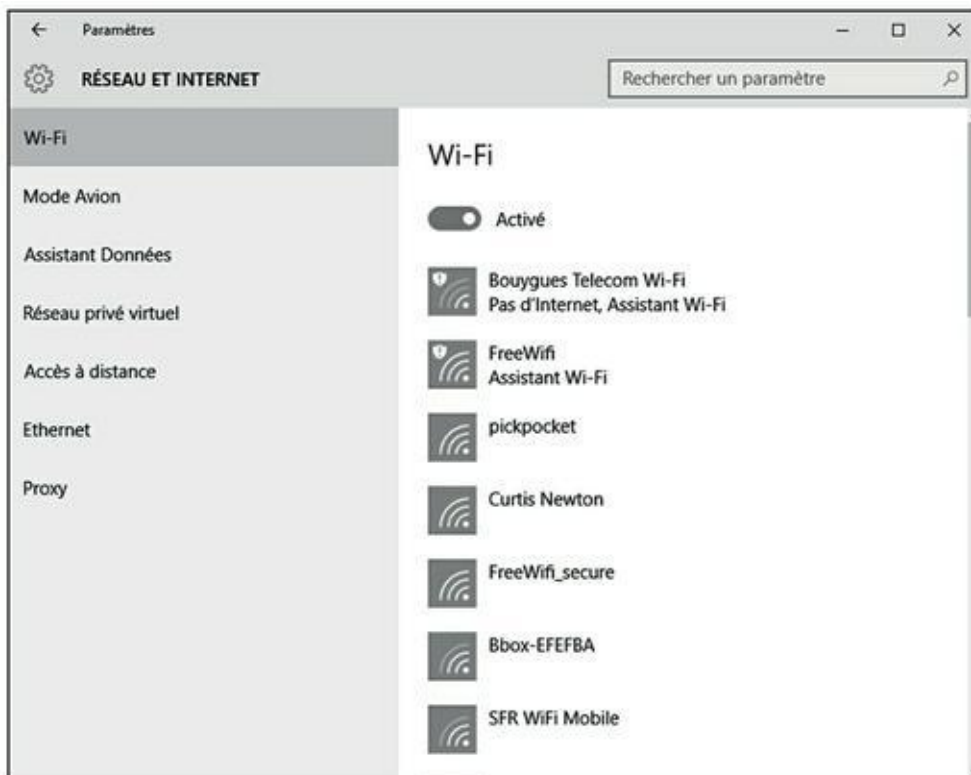 Paramètres
RÉSEAU ET INTERNET
Rechercher un paramètre
Wi-Fi
Mode Avion
Assistant Données
Réseau privé virtuel
Accès à distance
Ethernet
Proxy
Wi-Fi
Activé
Bouygues Telecom Wi-Fi
Pas d'Internet, Assistant Wi-Fi
FreeWifi
Assistant Wi-Fi
pickpocket
Curtis Newton
FreeWifi_secure
Bbox-EFEFBA
SFR WiFi Mobile